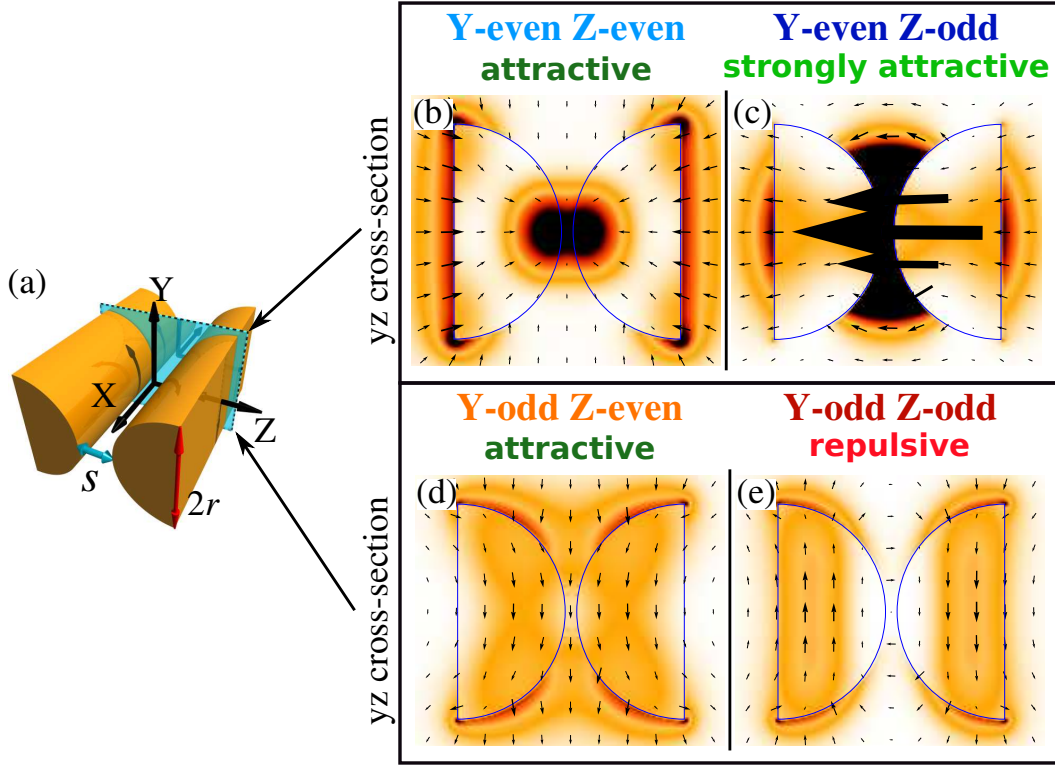 (a)
Y
X
Z
s
2r
yz cross-section
Y-even Z-even
attractive
(b)
Y-even Z-odd
strongly attractive
(c)
yz cross-section
Y-odd Z-even
attractive
(d)
Y-odd Z-odd
repulsive
(e)